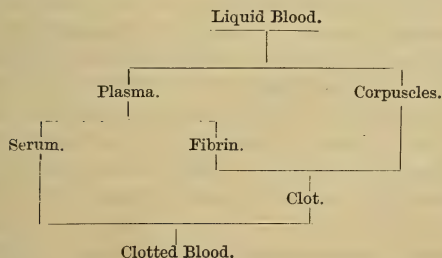 Liquid Blood.
Plasma. Corpuscles.
Serum. Fibrin.
Clot.
Clotted Blood.